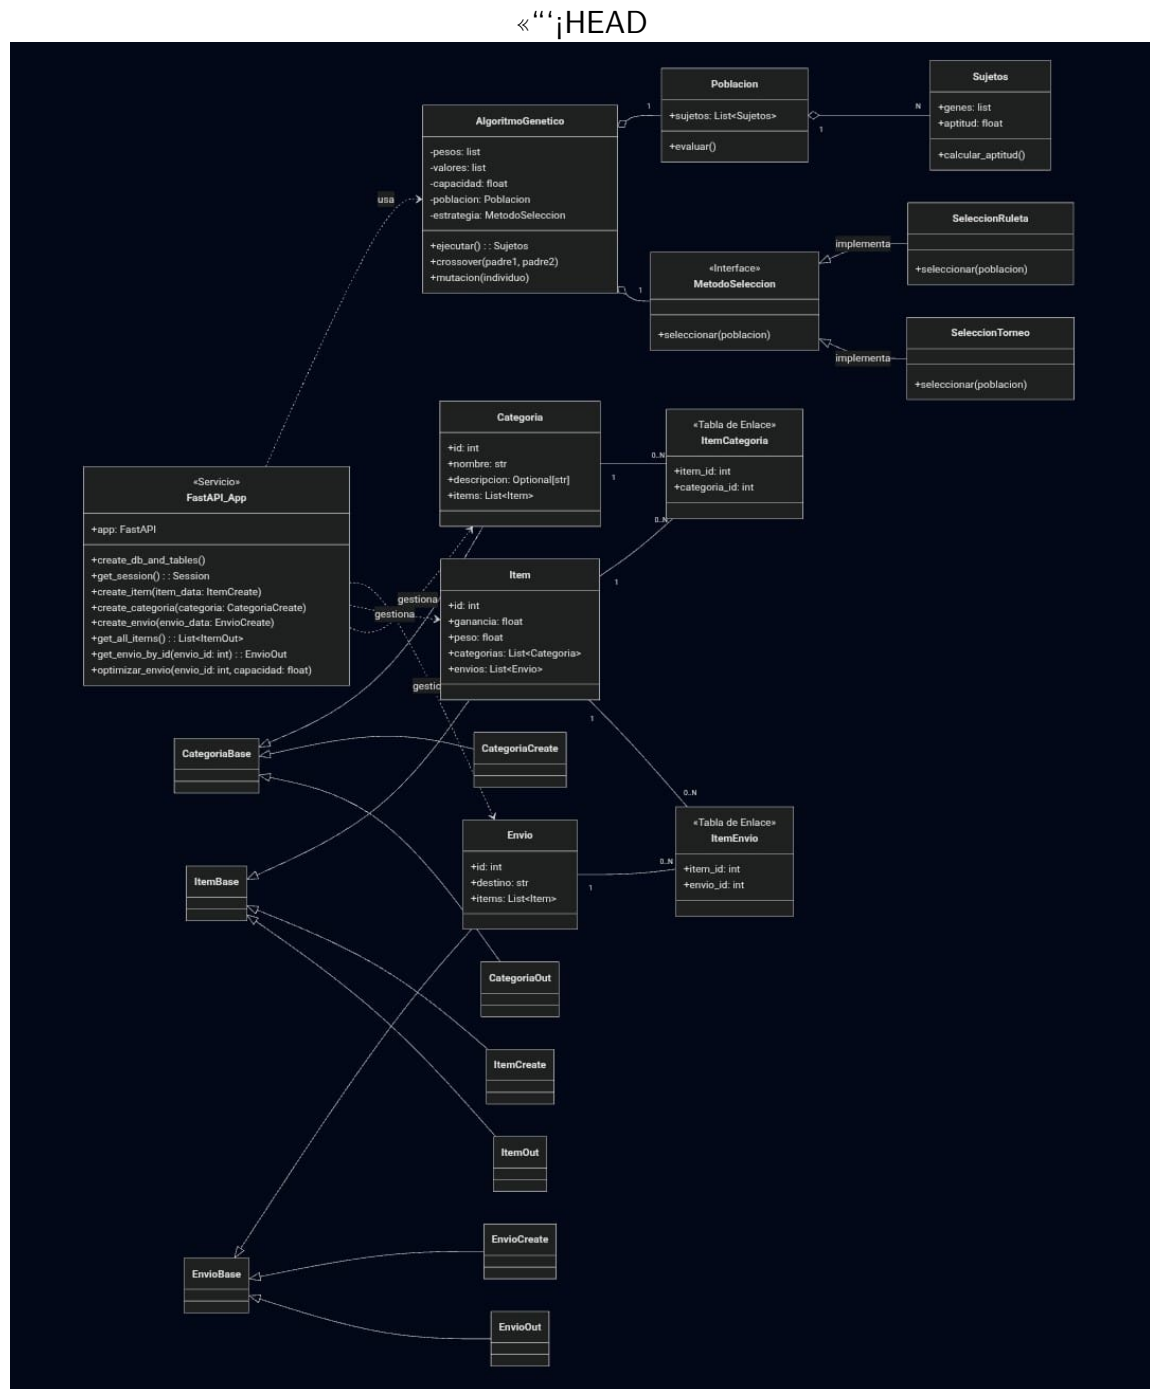 «“‘¡HEAD
Poblacion
+sujetos: List<Sujetos>
+evaluar()
Sujetos
+genes: list
+aptitud: float
+calcular_aptitud()
AlgoritmoGenetico
-pesos: list
-valores: list
-capacidad: float
-poblacion: Poblacion
-estrategia: MetodoSeleccion
+ejecutar() : : Sujetos
+crossover(padre1, padre2)
+mutacion(individuo)
1
1
N
1
usa
SeleccionRuleta
+seleccionar(poblacion)
implementa
«Interface»
MetodoSeleccion
+seleccionar(poblacion)
SeleccionTorneo
+seleccionar(poblacion)
implementa
Categoria
+id: int
+nombre: str
+descripcion: Optional[str]
+items: List<Item>
«Tabla de Enlace»
ItemCategoria
+item_id: int
+categoria_id: int
0..N
1
0..N
1
«Servicio»
FastAPI_App
+app: FastAPI
+create_db_and_tables()
+get_session() : : Session
+create_item(item_data: ItemCreate)
+create_categoria(categoria: CategoriaCreate)
+create_envio(envio_data: EnvioCreate)
+get_all_items() : : List<ItemOut>
+get_envio_by_id(envio_id: int) : : EnvioOut
+optimizar_envio(envio_id: int, capacidad: float)
gestiona
gestiona
gestio
Item
+id: int
+ganancia: float
+peso: float
+categorias: List<Categoria>
+envios: List<Envio>
1
0..N
CategoriaBase
CategoriaCreate
«Tabla de Enlace»
ItemEnvio
+item_id: int
+envio_id: int
Envio
+id: int
+destino: str
+items: List<Item>
0..N
1
ItemBase
CategoriaOut
ItemCreate
ItemOut
EnvioCreate
EnvioBase
EnvioOut